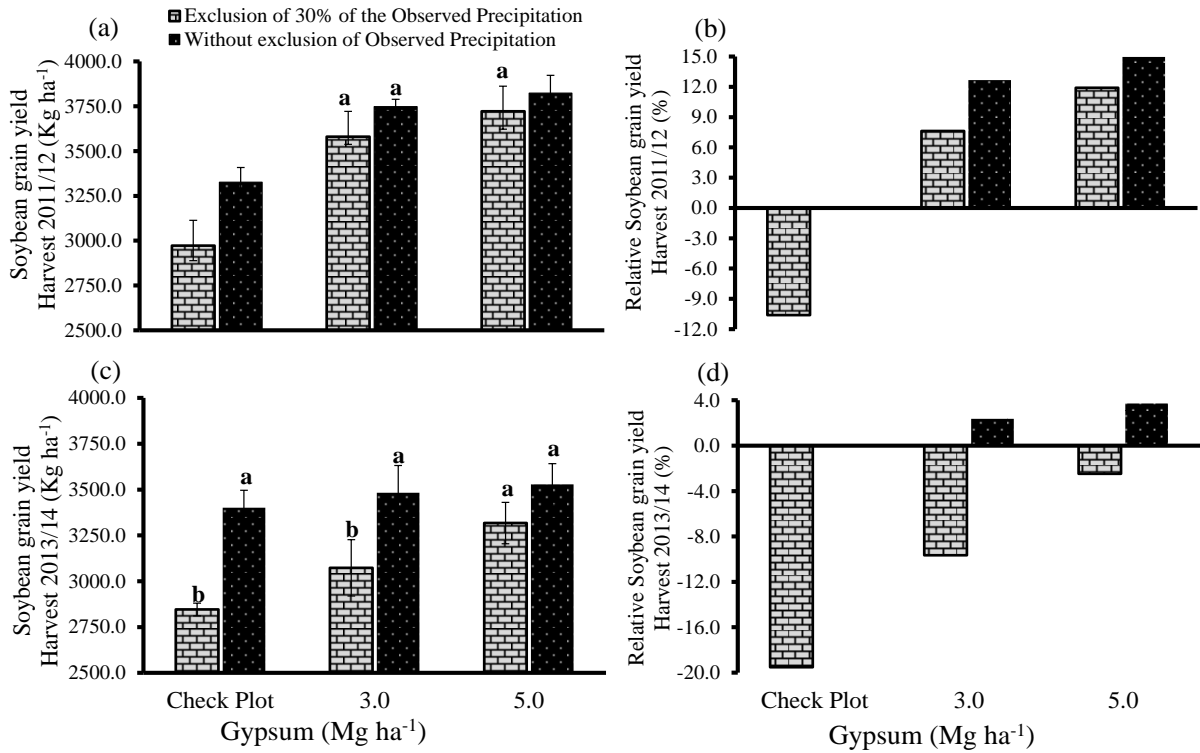 (a)
Exclusion of 30% of the Observed Precipitation
Without exclusion of Observed Precipitation
Soybean grain yield
Harvest 2011/12 (Kg ha⁻¹)
4000.0
3750.0
3500.0
3250.0
3000.0
2750.0
2500.0
a
a
a
(b)
Relative Soybean grain yield
Harvest 2011/12 (%)
15.0
12.0
9.0
6.0
3.0
0.0
-3.0
-6.0
-9.0
-12.0
(c)
Soybean grain yield
Harvest 2013/14 (Kg ha⁻¹)
4000.0
3750.0
3500.0
3250.0
3000.0
2750.0
2500.0
b
a
b
a
a
a
Check Plot
3.0
5.0
Gypsum (Mg ha⁻¹)
(d)
Relative Soybean grain yield
Harvest 2013/14 (%)
4.0
0.0
-4.0
-8.0
-12.0
-16.0
-20.0
Check Plot
3.0
5.0
Gypsum (Mg ha⁻¹)